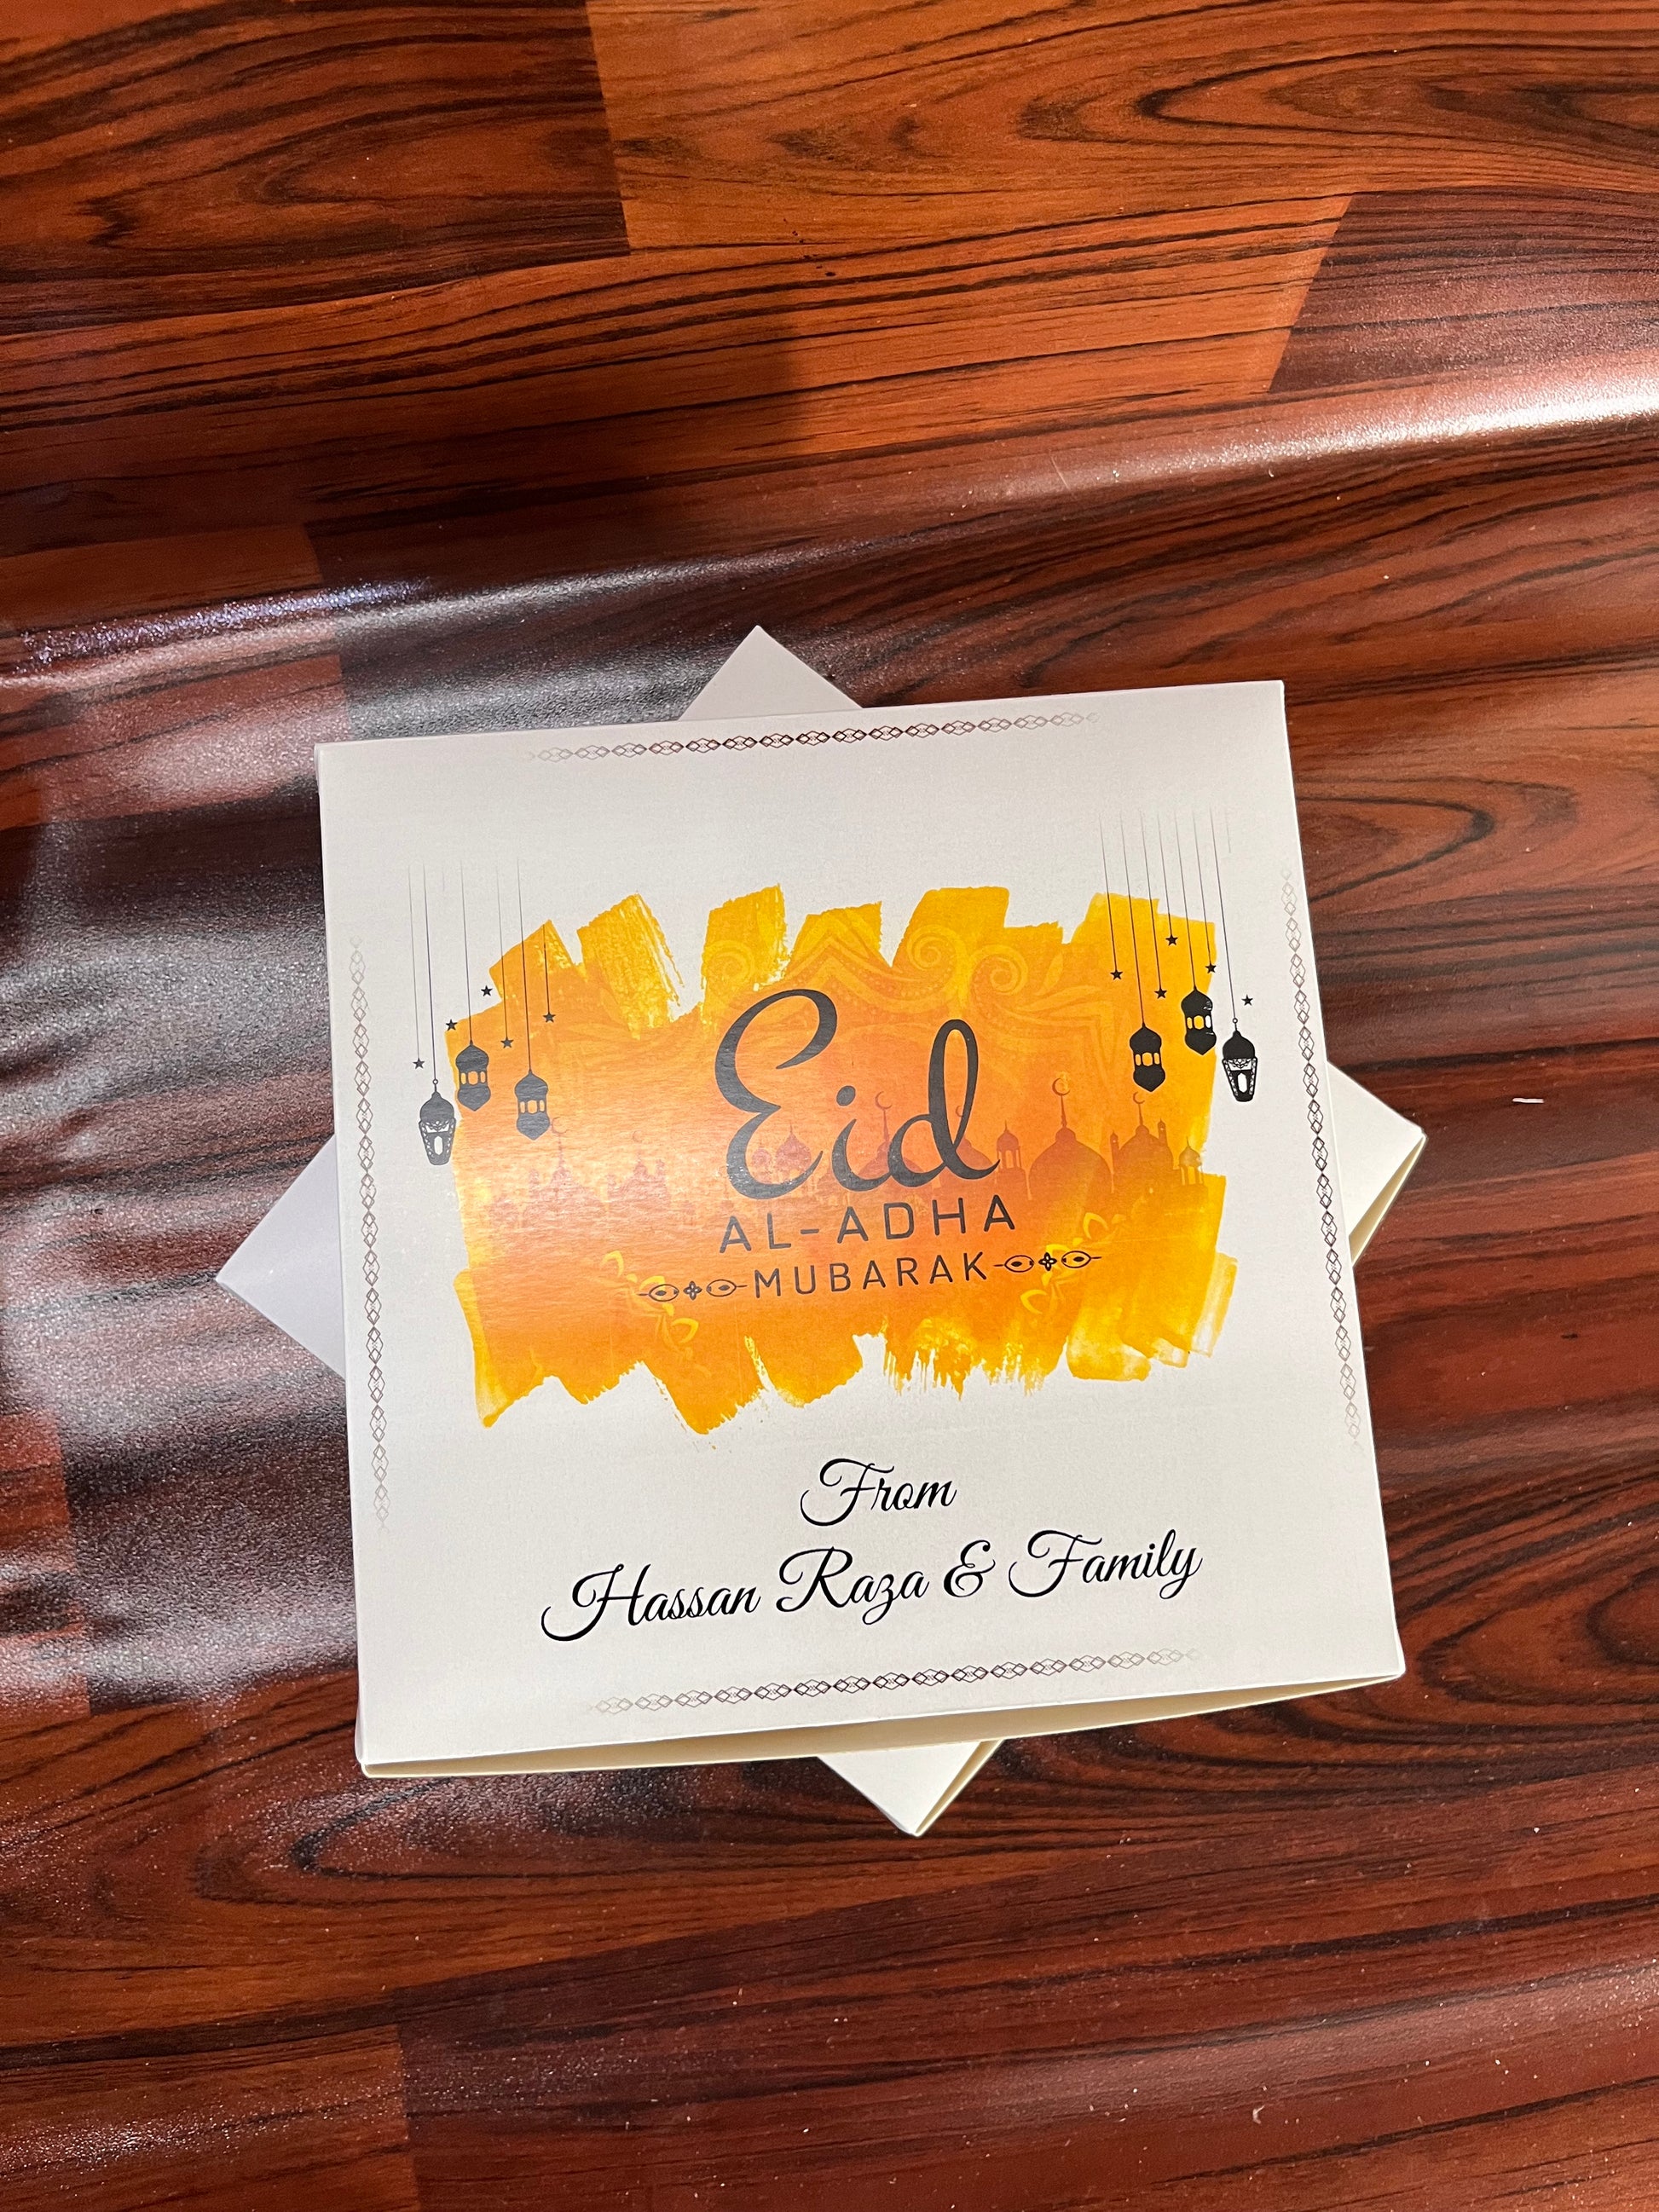 Eid
AL-ADHA
MUBARAK
From
Hassan Raza & Family